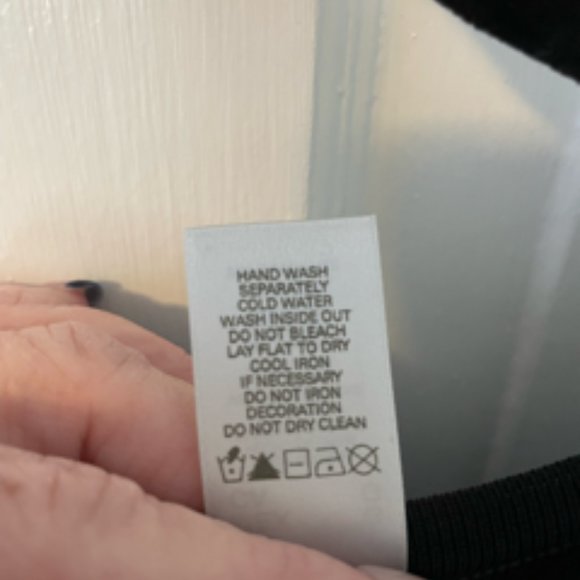 HAND WASH
SEPARATELY
COLD WATER
WASH INSIDE OUT
DO NOT BLEACH
LAY FLAT TO DRY
COOL IRON
IF NECESSARY
DO NOT IRON
DECORATION
DO NOT DRY CLEAN